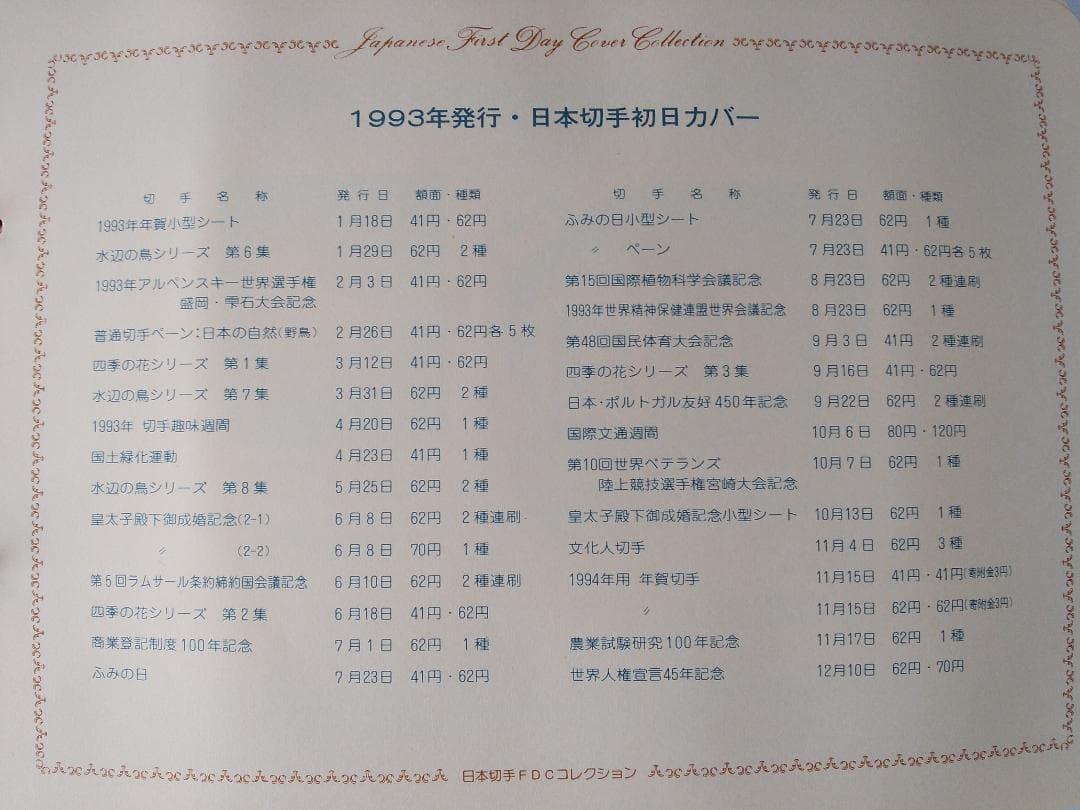 Japanese First Day Cover Collection
1993年発行・日本切手初日カバー
切手名称 発行日 額面・種類
1993年年賀小型シート 1月18日 41円・62円
水辺の鳥シリーズ 第6集 1月29日 62円 2種
1993年アルペンスキー世界選手権 2月3日 41円・62円
盛岡・雫石大会記念
普通切手ペーン:日本の自然(野鳥) 2月26日 41円・62円各5枚
四季の花シリーズ 第1集 3月12日 41円・62円
水辺の鳥シリーズ 第7集 3月31日 62円 2種
1993年 切手趣味週間 4月20日 62円 1種
国土緑化運動 4月23日 41円 1種
水辺の鳥シリーズ 第8集 5月25日 62円 2種
皇太子殿下御成婚記念(2-1) 6月8日 62円 2種連刷
〃 (2-2) 6月8日 70円 1種
第5回ラムサール条約締約国会議記念 6月10日 62円 2種連刷
四季の花シリーズ 第2集 6月18日 41円・62円
商業登記制度100年記念 7月1日 62円 1種
ふみの日 7月23日 41円・62円
切手名称 発行日 額面・種類
ふみの日小型シート 7月23日 62円 1種
〃 ペーン 7月23日 41円・62円各5枚
第15回国際植物科学会議記念 8月23日 62円 2種連刷
1993年世界精神保健連盟世界会議記念 8月23日 62円 1種
第48回国民体育大会記念 9月3日 41円 2種連刷
四季の花シリーズ 第3集 9月16日 41円・62円
日本・ポルトガル友好450年記念 9月22日 62円 2種連刷
国際文通週間 10月6日 80円・120円
第10回世界ベテランズ 10月7日 62円 1種
陸上競技選手権宮崎大会記念
皇太子殿下御成婚記念小型シート 10月13日 62円 1種
文化人切手 11月4日 62円 3種
1994年用 年賀切手 11月15日 41円・41円(寄附金3円)
〃 11月15日 62円・62円(寄附金3円)
農業試験研究100年記念 11月17日 62円 1種
世界人権宣言45年記念 12月10日 62円・70円
日本切手FDCコレクション